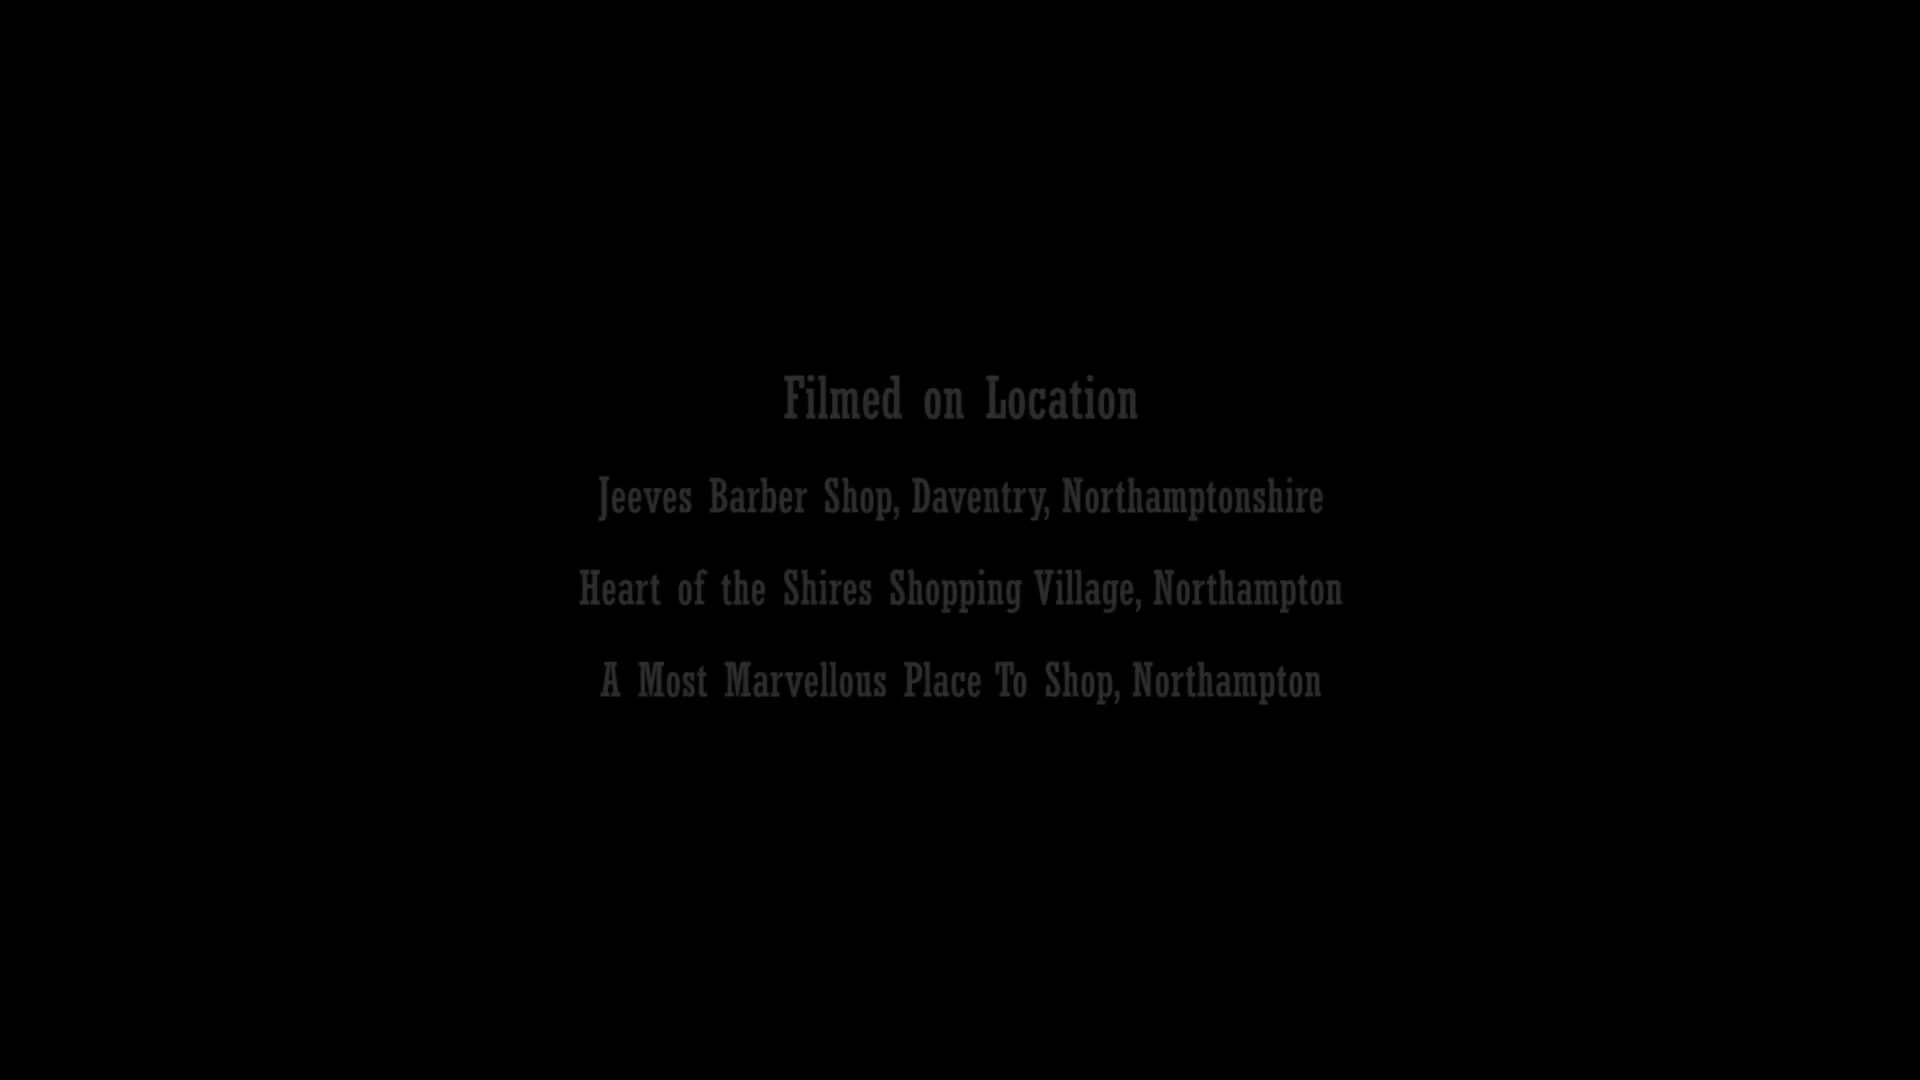 Filmed on Location
Jeeves Barber Shop, Daventry, Northamptonshire
Heart of the Shires Shopping Village, Northampton
A Most Marvellous Place To Shop, Northampton